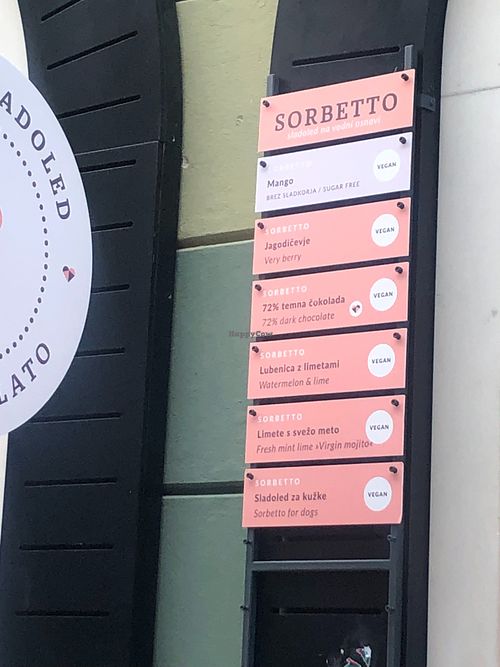 ADOLED
LATO
SORBETTO
sladoled na vodni osnovi
SORBETTO
Mango
BREZ SLADKORJA / SUGAR FREE
VEGAN
SORBETTO
Jagodičevje
Very berry
VEGAN
SORBETTO
72% temna čokolada
72% dark chocolate
VEGAN
HappyCow
SORBETTO
Lubenica z limetami
Watermelon & lime
VEGAN
SORBETTO
Limete s svežo meto
Fresh mint lime »Virgin mojito«
VEGAN
SORBETTO
Sladoled za kužke
Sorbetto for dogs
VEGAN